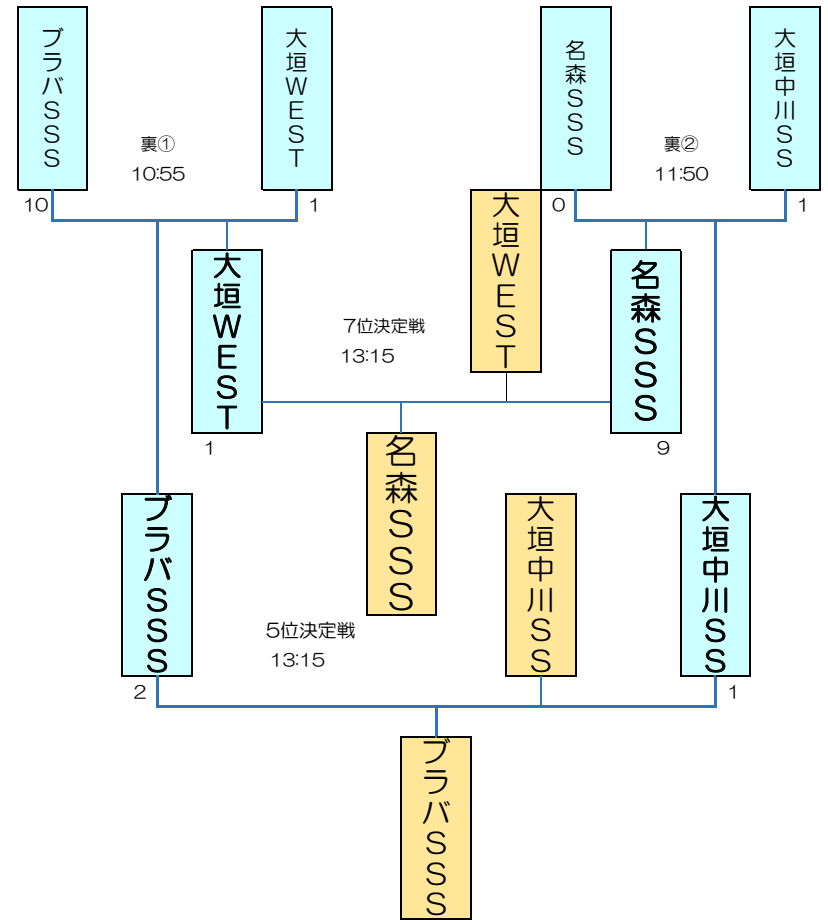 ブラバSSS
大垣WEST
名森SSS
大垣中川SS
裏①
10:55
裏②
11:50
10
1
0
1
大垣WEST
大垣WEST
名森SSS
7位決定戦
13:15
1
9
名森SSS
ブラバSSS
大垣中川SS
大垣中川SS
5位決定戦
13:15
2
1
ブラバSSS